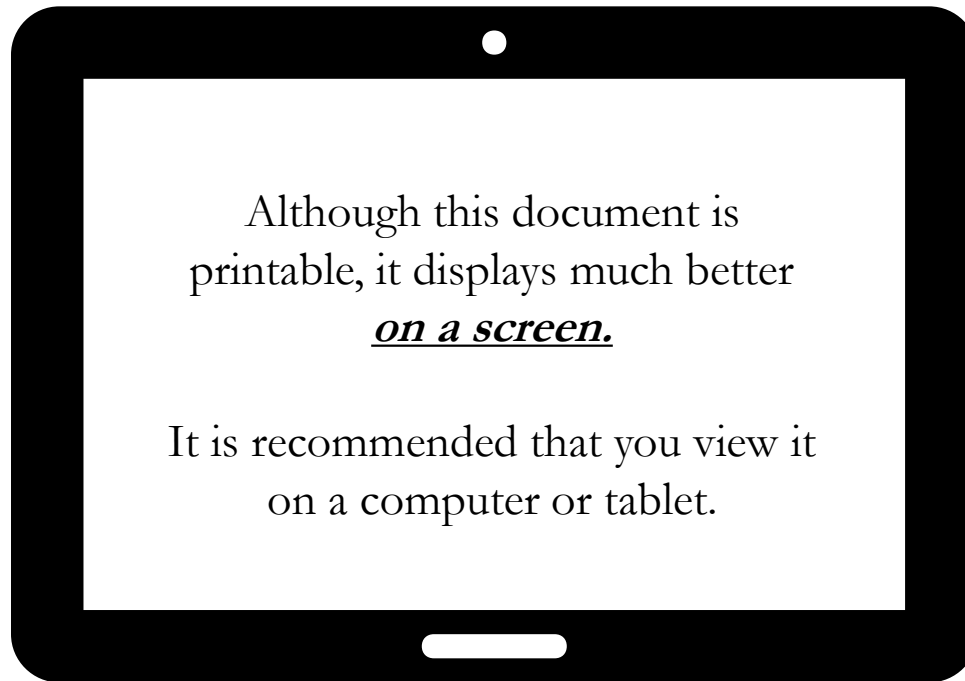 Although this document is
printable, it displays much better
on a screen.
It is recommended that you view it
on a computer or tablet.